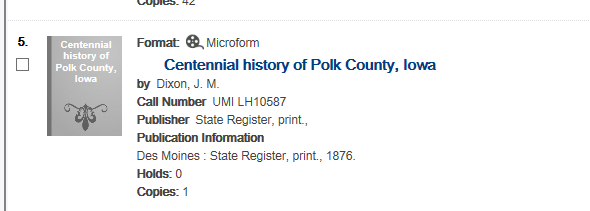 Copies: 42
5.
Centennial
history of
Polk County,
Iowa
Format: Microform
Centennial history of Polk County, Iowa
by Dixon, J. M.
Call Number UMI LH10587
Publisher State Register, print.,
Publication Information
Des Moines : State Register, print., 1876.
Holds: 0
Copies: 1